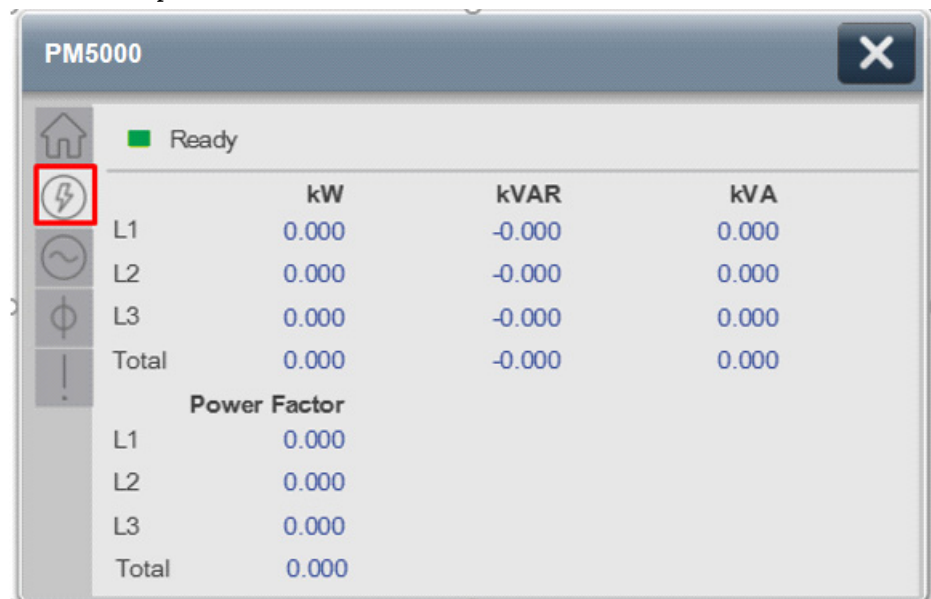 PM5000
Ready
kW kVAR kVA
L1 0.000 -0.000 0.000
L2 0.000 -0.000 0.000
L3 0.000 -0.000 0.000
Total 0.000 -0.000 0.000
Power Factor
L1 0.000
L2 0.000
L3 0.000
Total 0.000